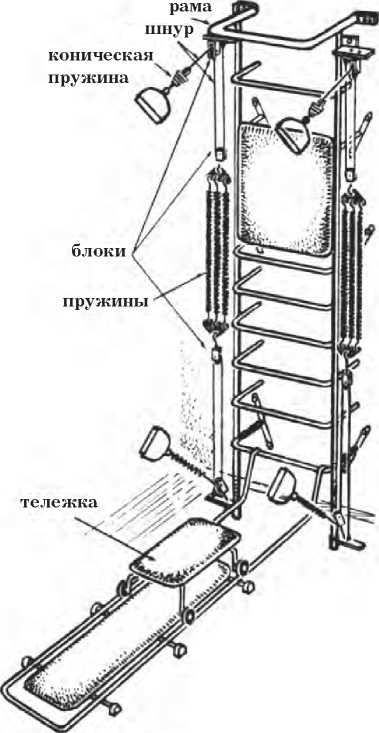 рама
шнур
коническая
пружина
блоки
пружины
тележка